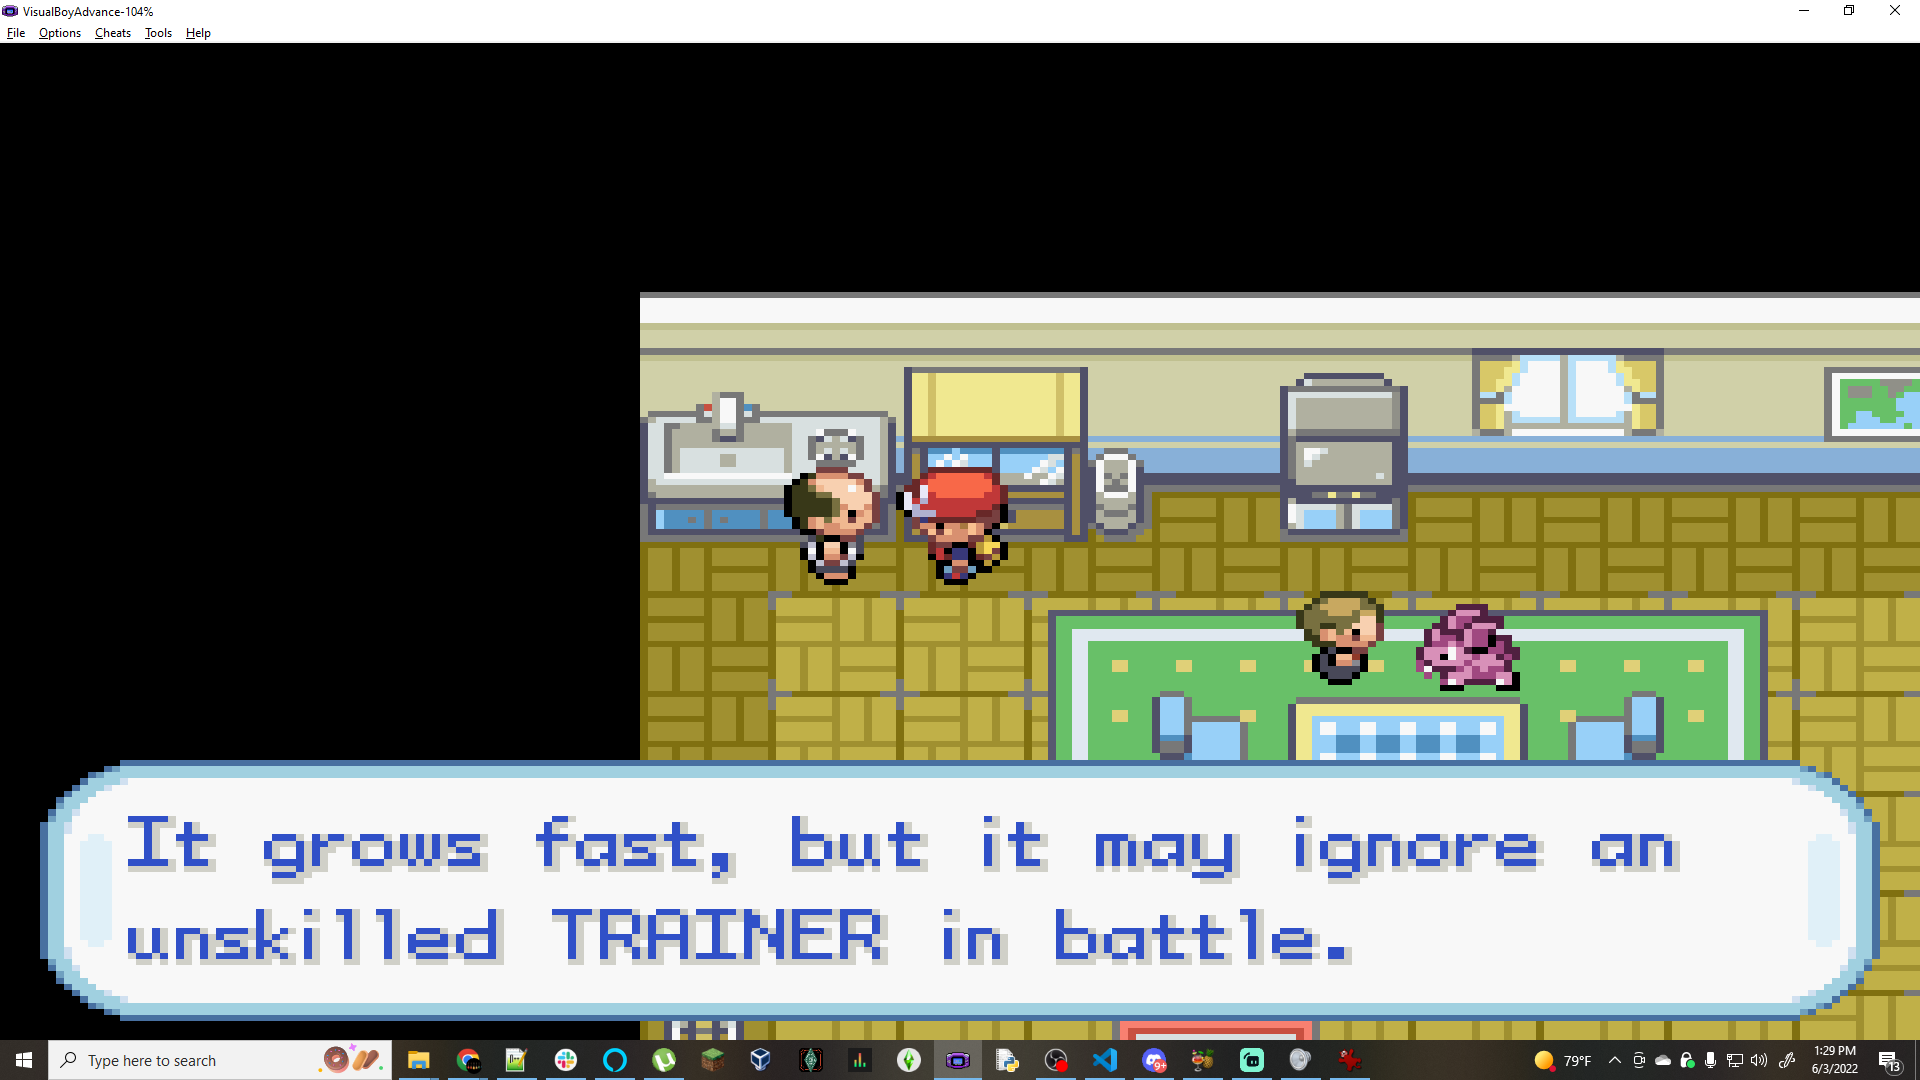 VisualBoyAdvance-104%
File Options Cheats Tools Help
It grows fast, but it may ignore an
unskilled TRAINER in battle.
Type here to search
9+
79°F
1:29 PM
6/3/2022
13